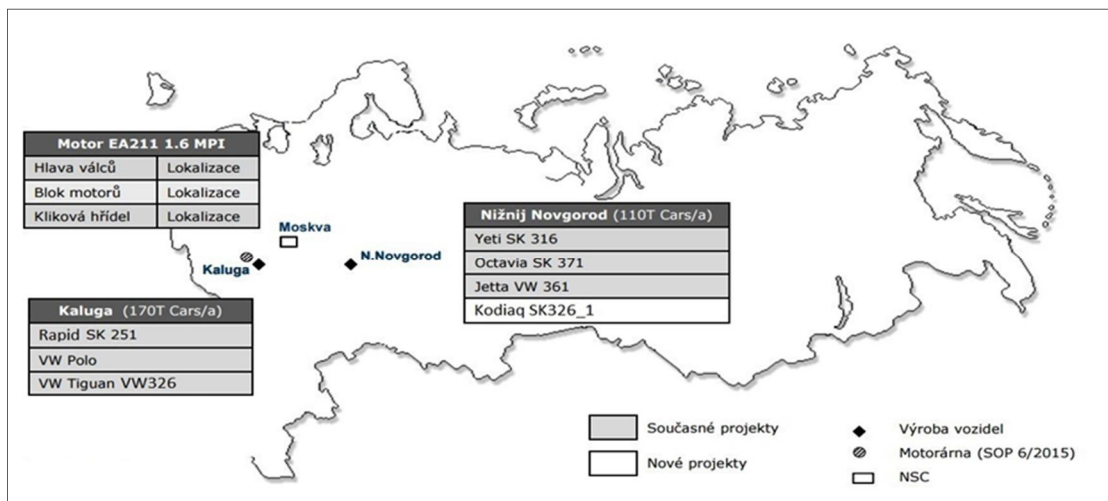 Motor EA211 1.6 MPI
Hlava válců Lokalizace
Blok motorů Lokalizace
Kliková hřídel Lokalizace
Moskva
Kaluga
N.Novgorod
Nižnij Novgorod (110T Cars/a)
Yeti SK 316
Octavia SK 371
Jetta VW 361
Kodiaq SK326_1
Kaluga (170T Cars/a)
Rapid SK 251
VW Polo
VW Tiguan VW326
Současné projekty
Nové projekty
Výroba vozidel
Motorárna (SOP 6/2015)
NSC